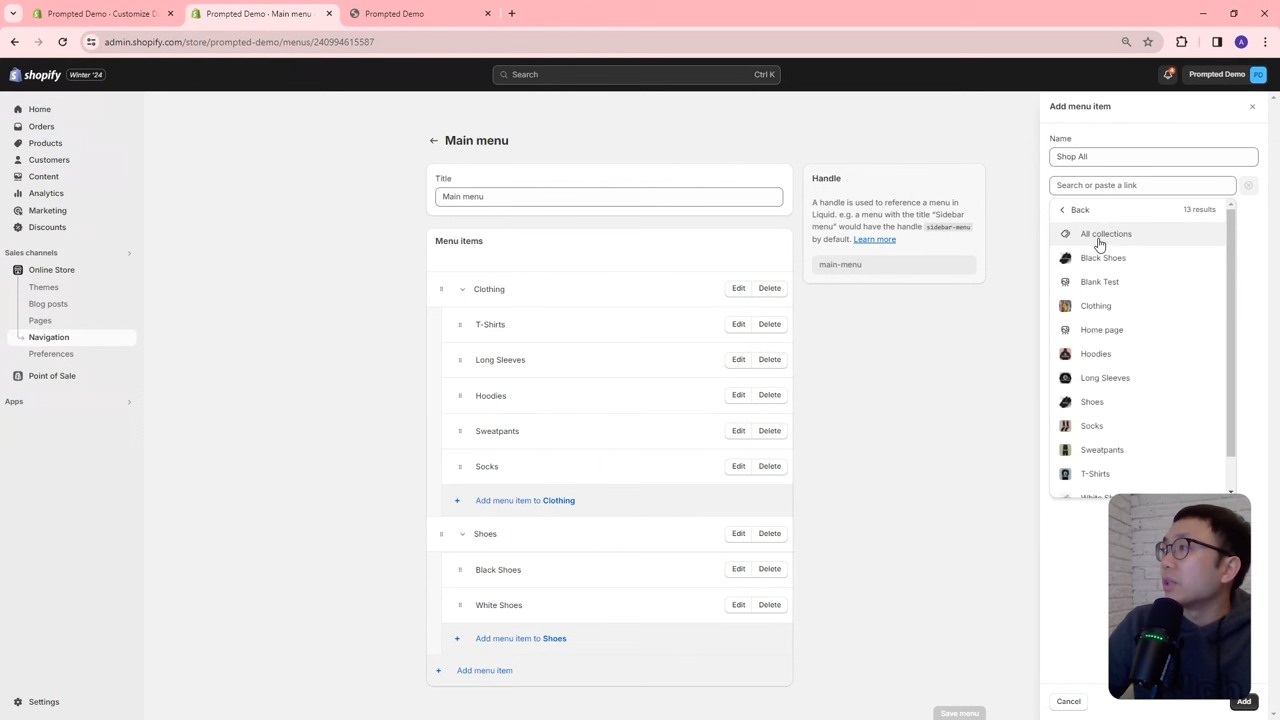 Prompted Demo · Customize D
Prompted Demo · Main menu
Prompted Demo
admin.shopify.com/store/prompted-demo/menus/240994615587
shopify
Winter '24
Search
Ctrl K
Prompted Demo
PD
Home
Orders
Products
Customers
Content
Analytics
Marketing
Discounts
Sales channels
Online Store
Themes
Blog posts
Pages
Navigation
Preferences
Point of Sale
Apps
Settings
Main menu
Title
Main menu
Menu items
Clothing
Edit
Delete
T-Shirts
Edit
Delete
Long Sleeves
Edit
Delete
Hoodies
Edit
Delete
Sweatpants
Edit
Delete
Socks
Edit
Delete
Add menu item to Clothing
Shoes
Edit
Delete
Black Shoes
Edit
Delete
White Shoes
Edit
Delete
Add menu item to Shoes
Add menu item
Save menu
Handle
A handle is used to reference a menu in
Liquid. e.g. a menu with the title “Sidebar
menu” would have the handle sidebar-menu
by default. Learn more
main-menu
Add menu item
Name
Shop All
Search or paste a link
Back
13 results
All collections
Black Shoes
Blank Test
Clothing
Home page
Hoodies
Long Sleeves
Shoes
Socks
Sweatpants
T-Shirts
Cancel
Add